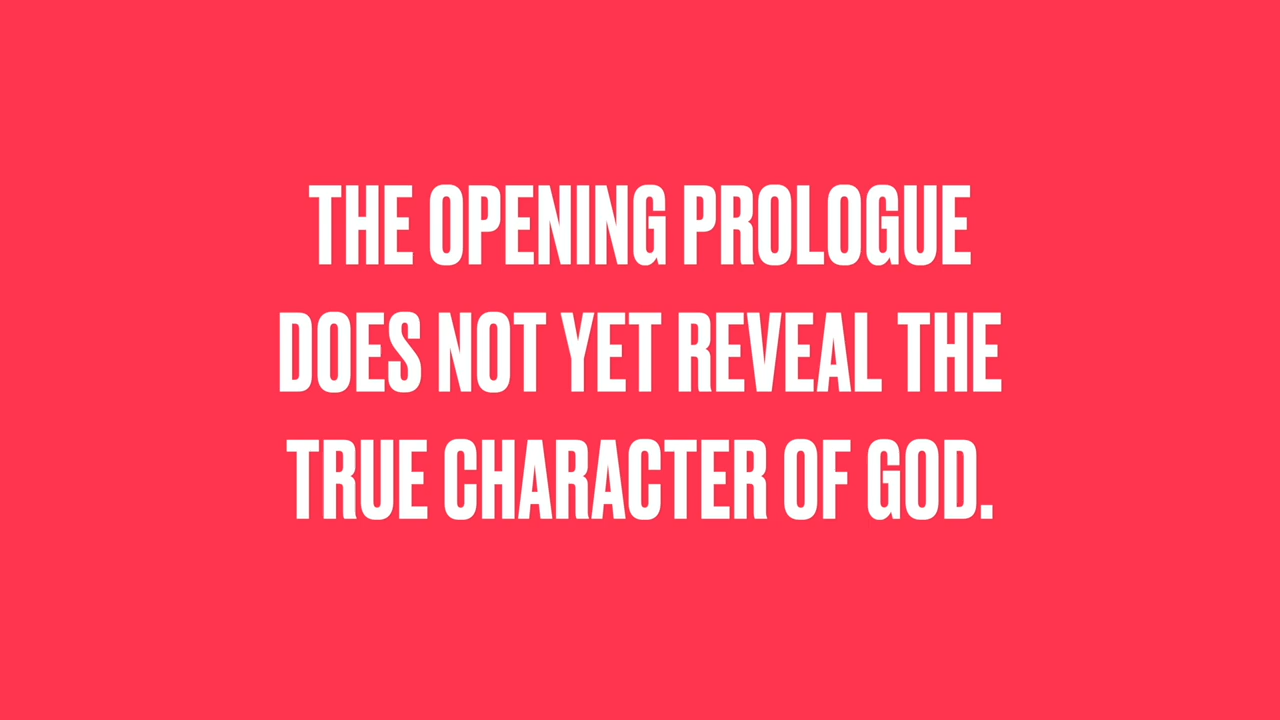 THE OPENING PROLOGUE
DOES NOT YET REVEAL THE
TRUE CHARACTER OF GOD.